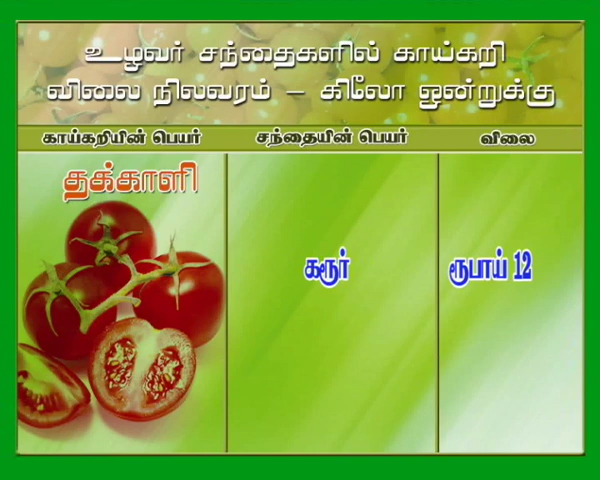 உழவர் சந்தைகளில் காய்கறி
விலை நிலவரம் – கிலோ ஒன்றுக்கு
காய்கறியின் பெயர் சந்தையின் பெயர் விலை
தக்காளி
கரூர் ரூபாய் 12